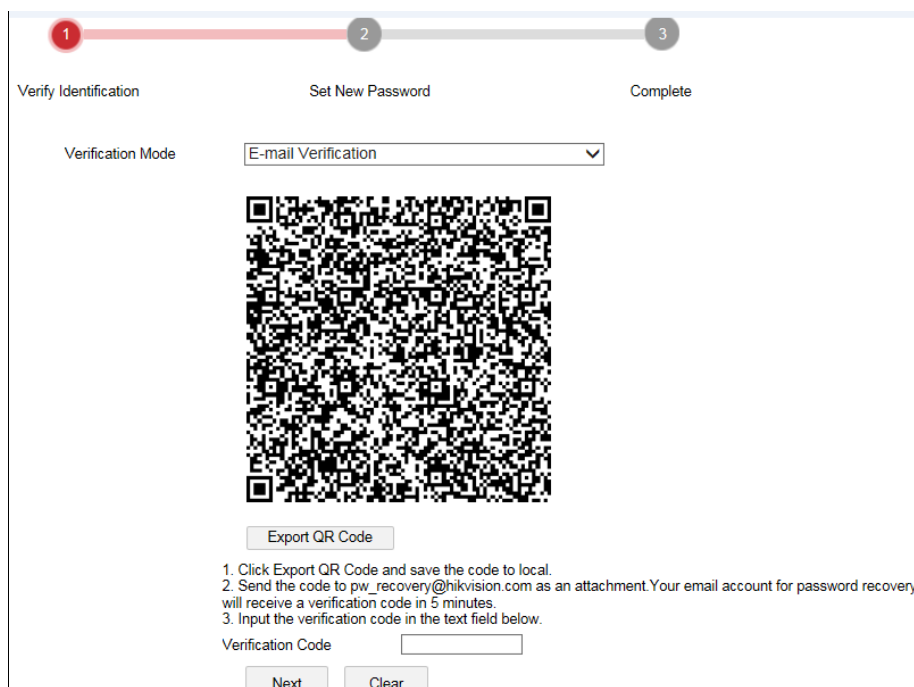 1 2 3
Verify Identification Set New Password Complete
Verification Mode E-mail Verification
Export QR Code
1. Click Export QR Code and save the code to local.
2. Send the code to pw_recovery@hikvision.com as an attachment.Your email account for password recovery
will receive a verification code in 5 minutes.
3. Input the verification code in the text field below.
Verification Code
Next Clear